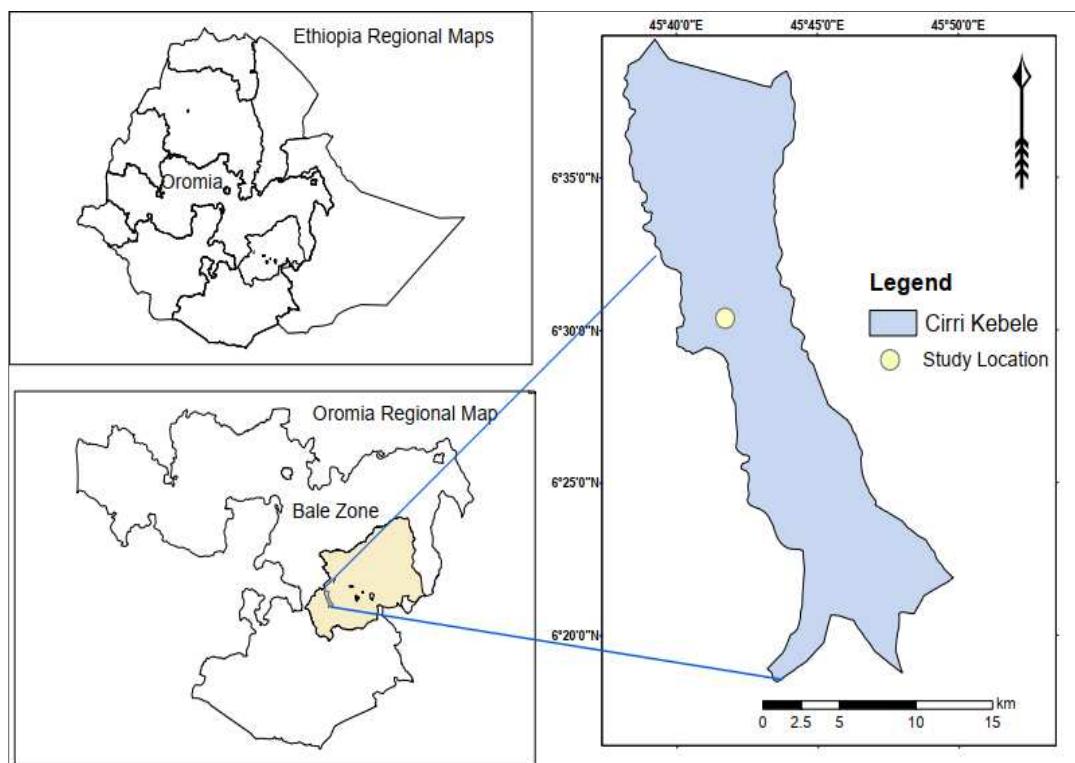 Ethiopia Regional Maps
Oromia
Oromia Regional Map
Bale Zone
45°40'0"E 45°45'0"E 45°50'0"E
6°35'0"N
6°30'0"N
6°25'0"N
6°20'0"N
Legend
Cirri Kebele
Study Location
km
0 2.5 5 10 15